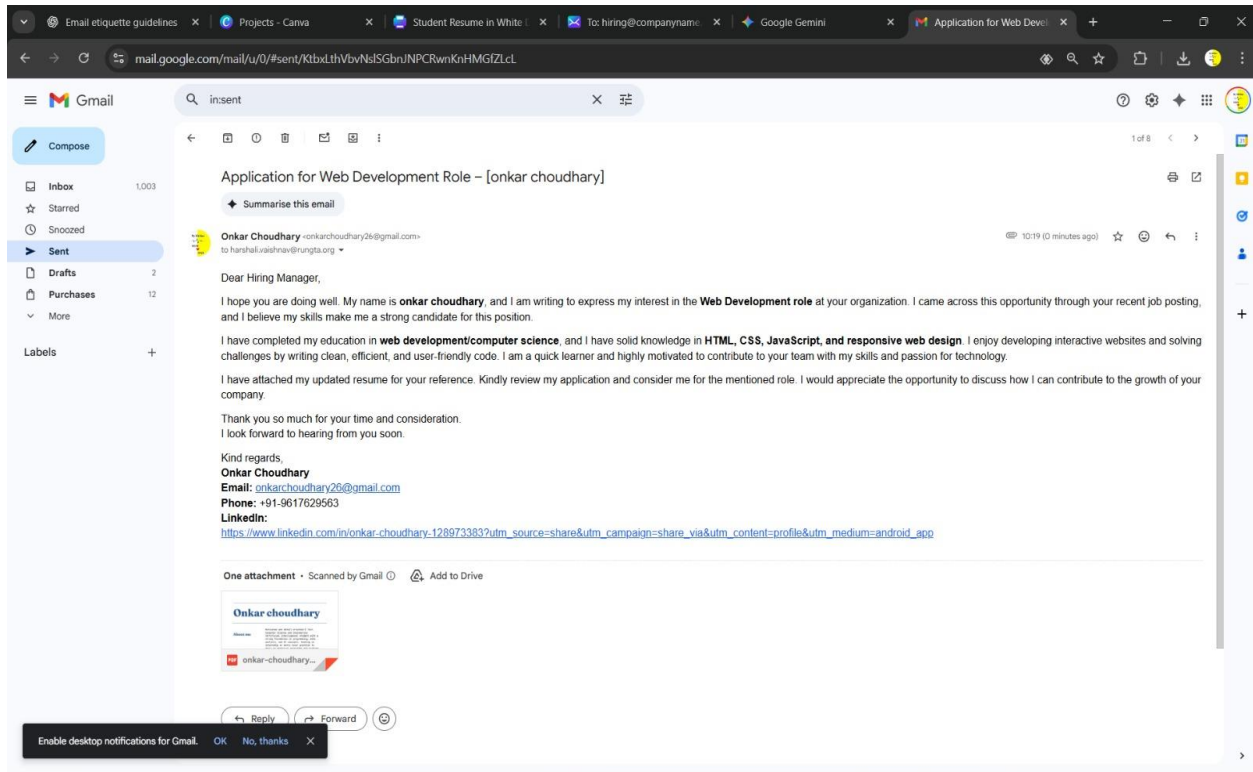 Email etiquette guidelines
Projects - Canva
Student Resume in White
To: hiring@companyname
Google Gemini
Application for Web Devel
mail.google.com/mail/u/0/#sent/KtbxLthVbvNslSGbnJNPCRwnKnHMGfZLcL
Gmail
in:sent
Compose
1 of 8
Inbox 1,003
Starred
Snoozed
Sent
Drafts 2
Purchases 12
More
Labels
Application for Web Development Role – [onkar choudhary]
Summarise this email
Onkar Choudhary <onkarchoudhary26@gmail.com>
to harshali.vaishnav@rungta.org
10:19 (0 minutes ago)
Dear Hiring Manager,
I hope you are doing well. My name is onkar choudhary, and I am writing to express my interest in the Web Development role at your organization. I came across this opportunity through your recent job posting,
and I believe my skills make me a strong candidate for this position.
I have completed my education in web development/computer science, and I have solid knowledge in HTML, CSS, JavaScript, and responsive web design. I enjoy developing interactive websites and solving
challenges by writing clean, efficient, and user-friendly code. I am a quick learner and highly motivated to contribute to your team with my skills and passion for technology.
I have attached my updated resume for your reference. Kindly review my application and consider me for the mentioned role. I would appreciate the opportunity to discuss how I can contribute to the growth of your
company.
Thank you so much for your time and consideration.
I look forward to hearing from you soon.
Kind regards,
Onkar Choudhary
Email: onkarchoudhary26@gmail.com
Phone: +91-9617629563
LinkedIn:
https://www.linkedin.com/in/onkar-choudhary-128973383?utm_source=share&utm_campaign=share_via&utm_content=profile&utm_medium=android_app
One attachment • Scanned by Gmail
Add to Drive
Onkar choudhary
About me
PDF onkar-choudhary...
Reply
Forward
Enable desktop notifications for Gmail. OK No, thanks